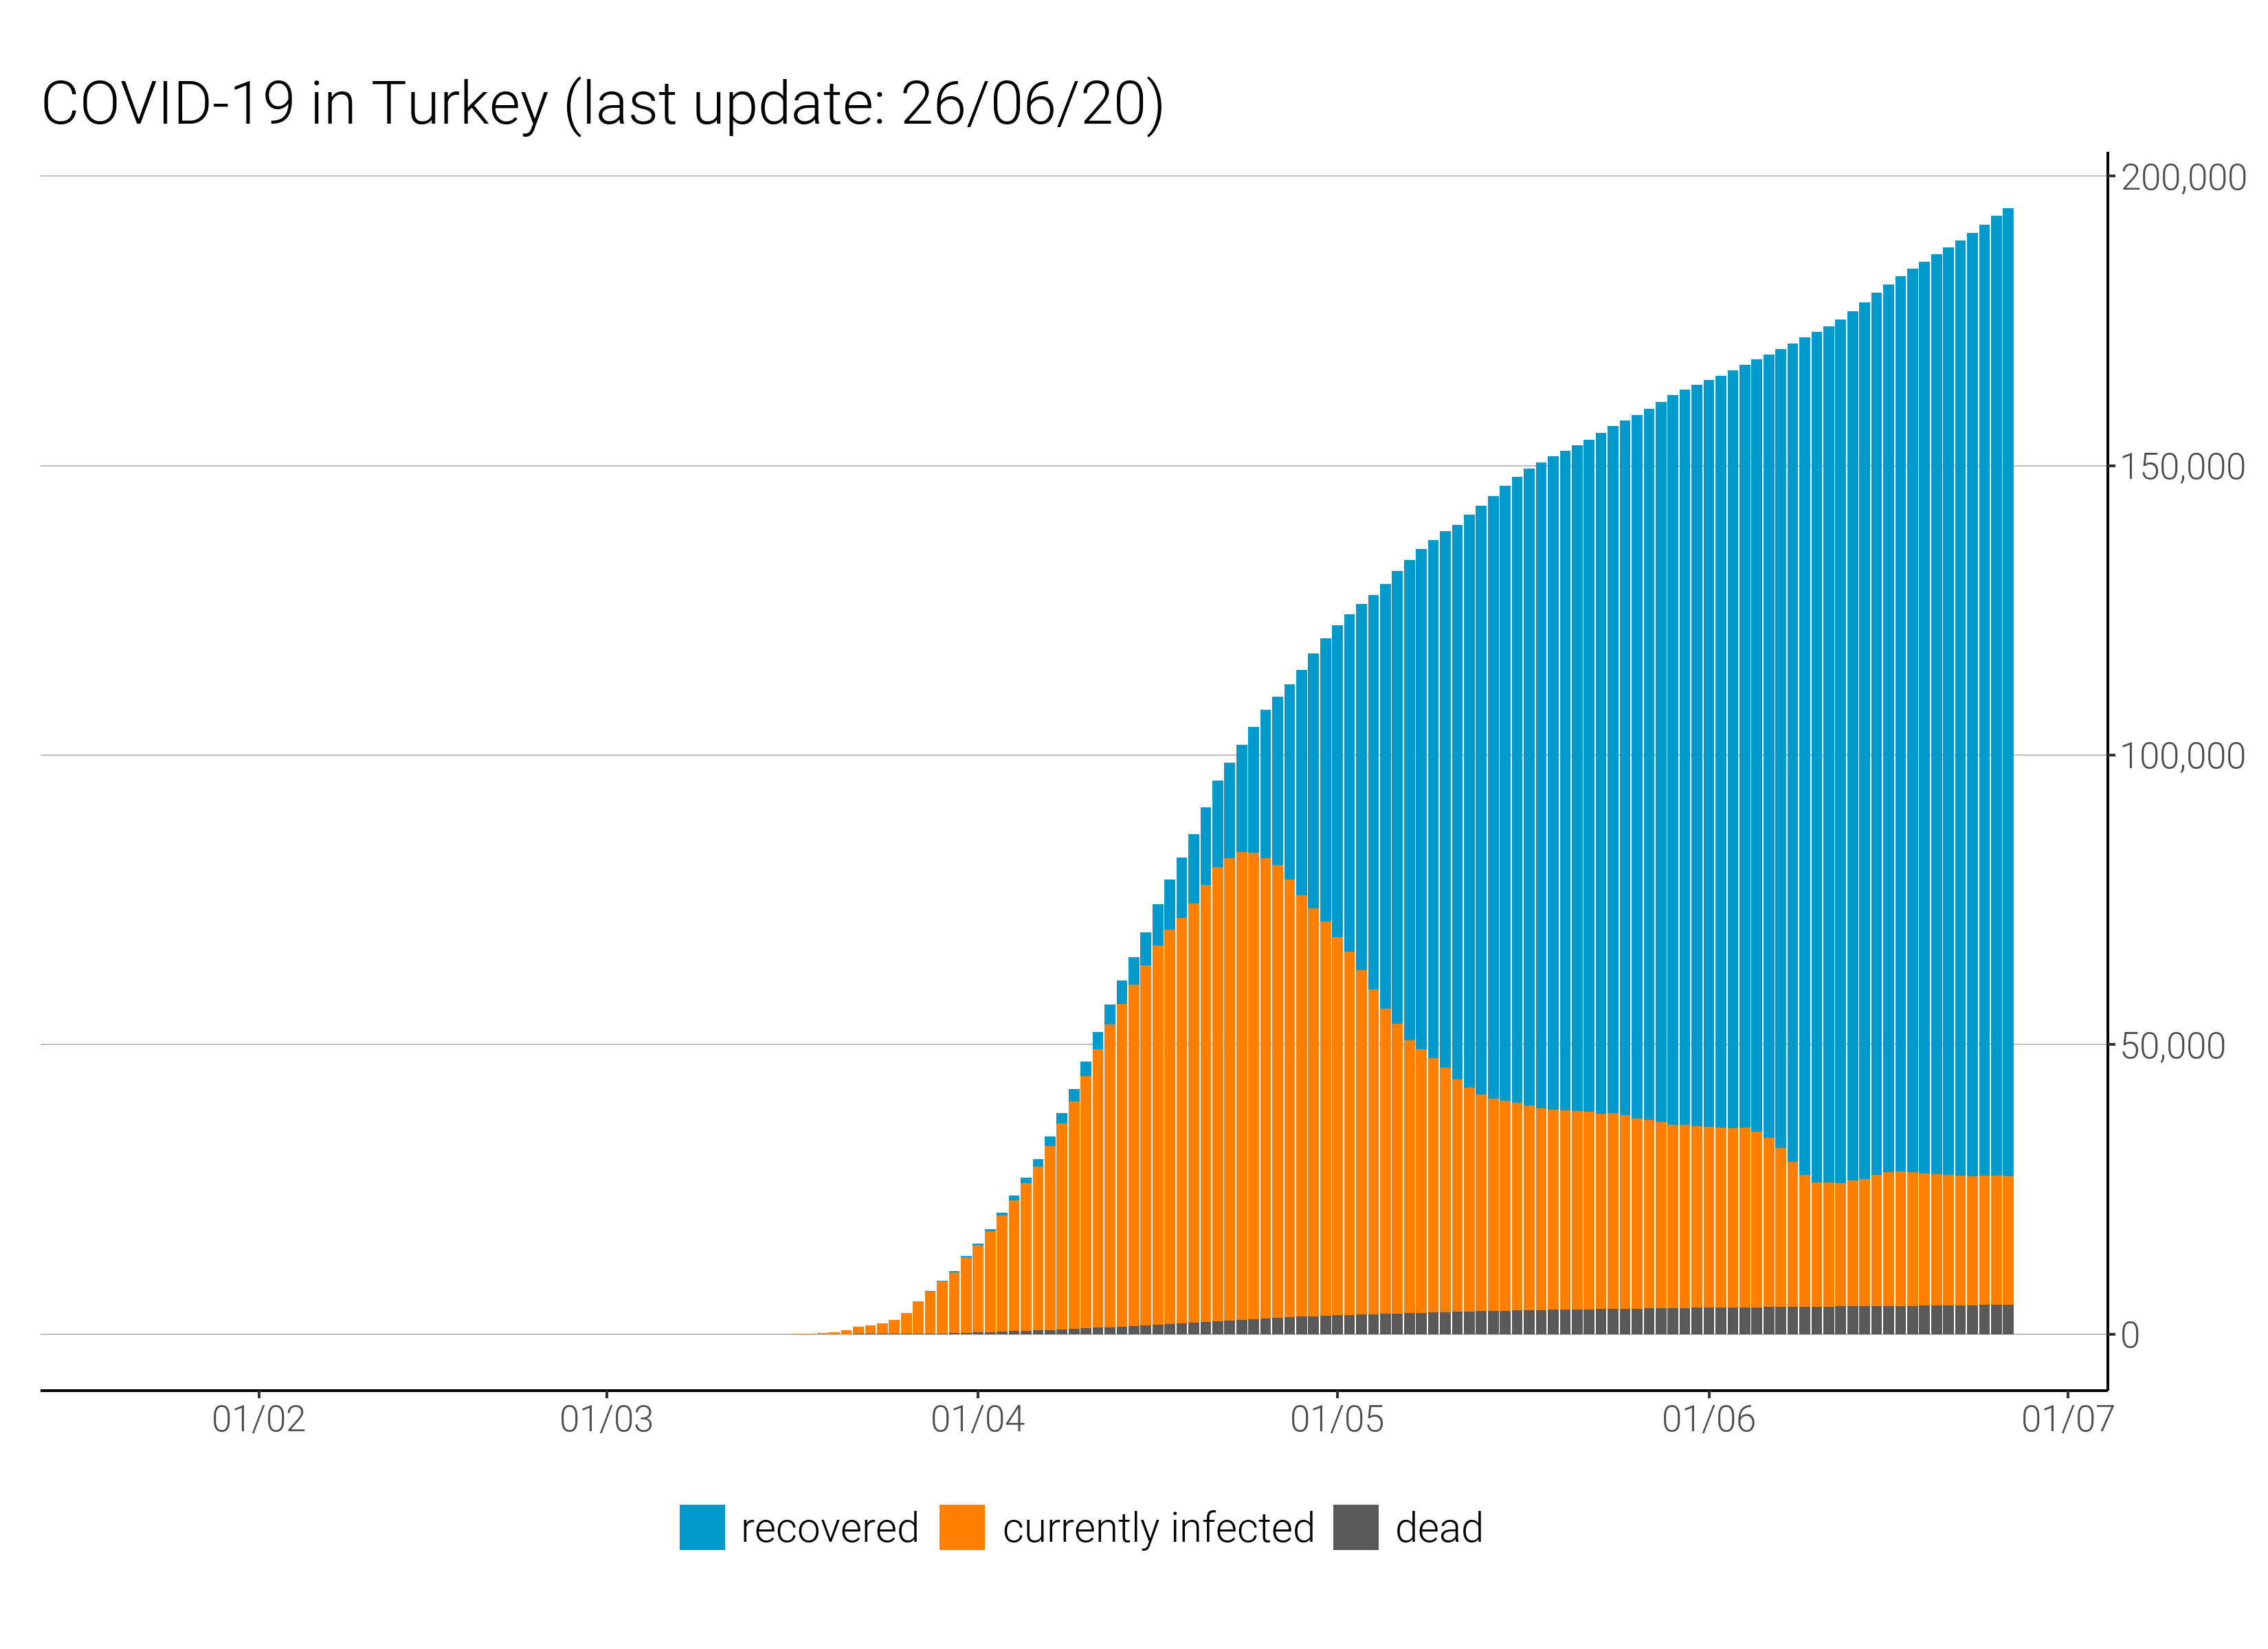 COVID-19 in Turkey (last update: 26/06/20)
200,000
150,000
100,000
50,000
0
01/02 01/03 01/04 01/05 01/06 01/07
recovered currently infected dead